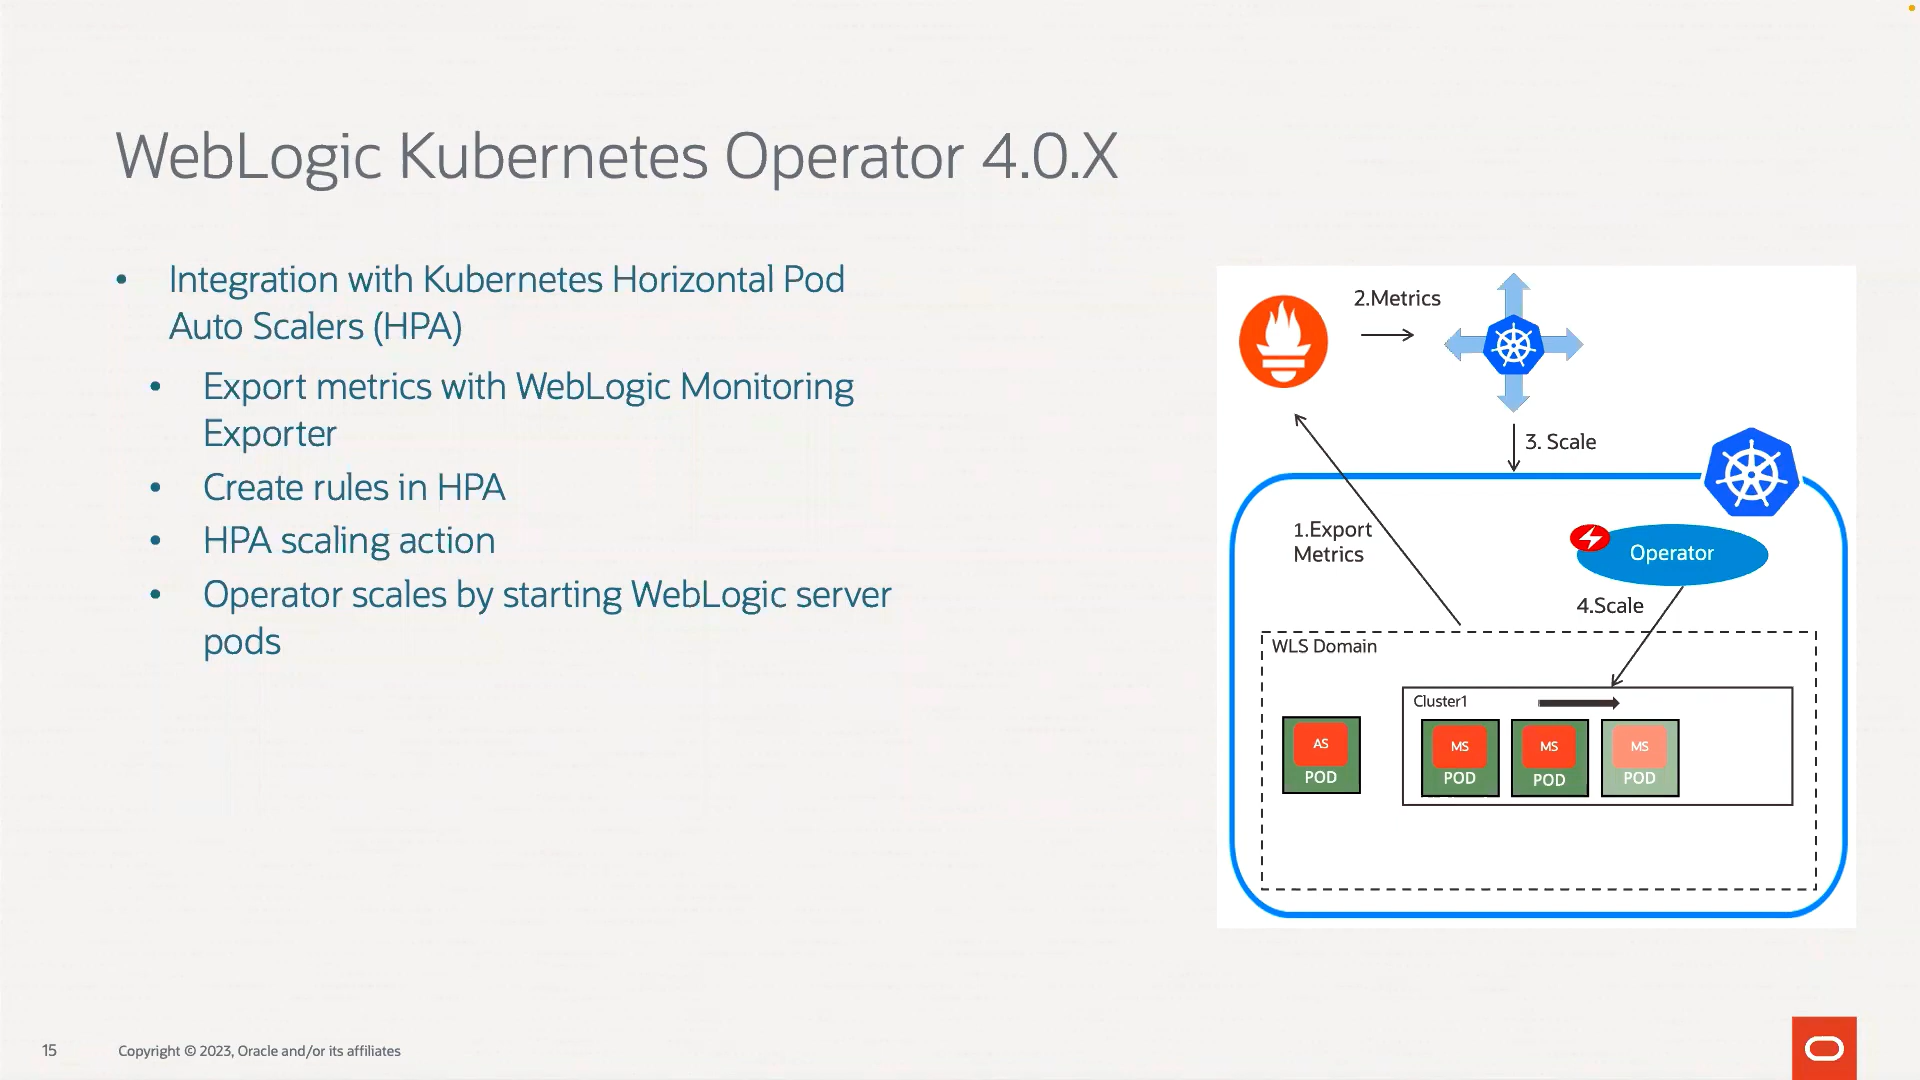 WebLogic Kubernetes Operator 4.0.X
• Integration with Kubernetes Horizontal Pod
Auto Scalers (HPA)
• Export metrics with WebLogic Monitoring
Exporter
• Create rules in HPA
• HPA scaling action
• Operator scales by starting WebLogic server
pods
2.Metrics
3. Scale
1.Export
Metrics
Operator
4.Scale
WLS Domain
Cluster1
AS
POD
MS
POD
MS
POD
MS
POD
15
Copyright © 2023, Oracle and/or its affiliates